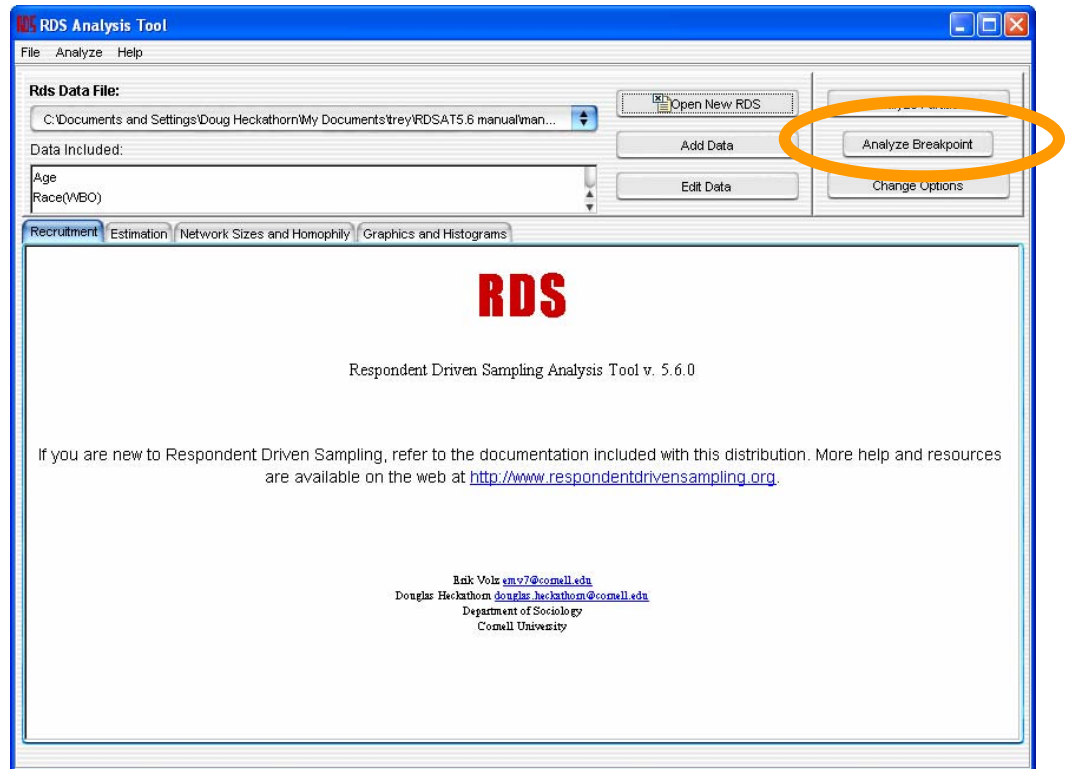 RDS RDS Analysis Tool
File Analyze Help
Rds Data File:
C:\Documents and Settings\Doug Heckathorn\My Documents\trey\RDSAT5.6 manual\man...
Open New RDS
Data Included:
Add Data
Analyze Breakpoint
Age
Race(WBO)
Edit Data
Change Options
Recruitment Estimation Network Sizes and Homophily Graphics and Histograms
RDS
Respondent Driven Sampling Analysis Tool v. 5.6.0
If you are new to Respondent Driven Sampling, refer to the documentation included with this distribution. More help and resources
are available on the web at http://www.respondentdrivensampling.org.
Erik Volz emv7@cornell.edu
Douglas Heckathorn douglas.heckathorn@cornell.edu
Department of Sociology
Cornell University